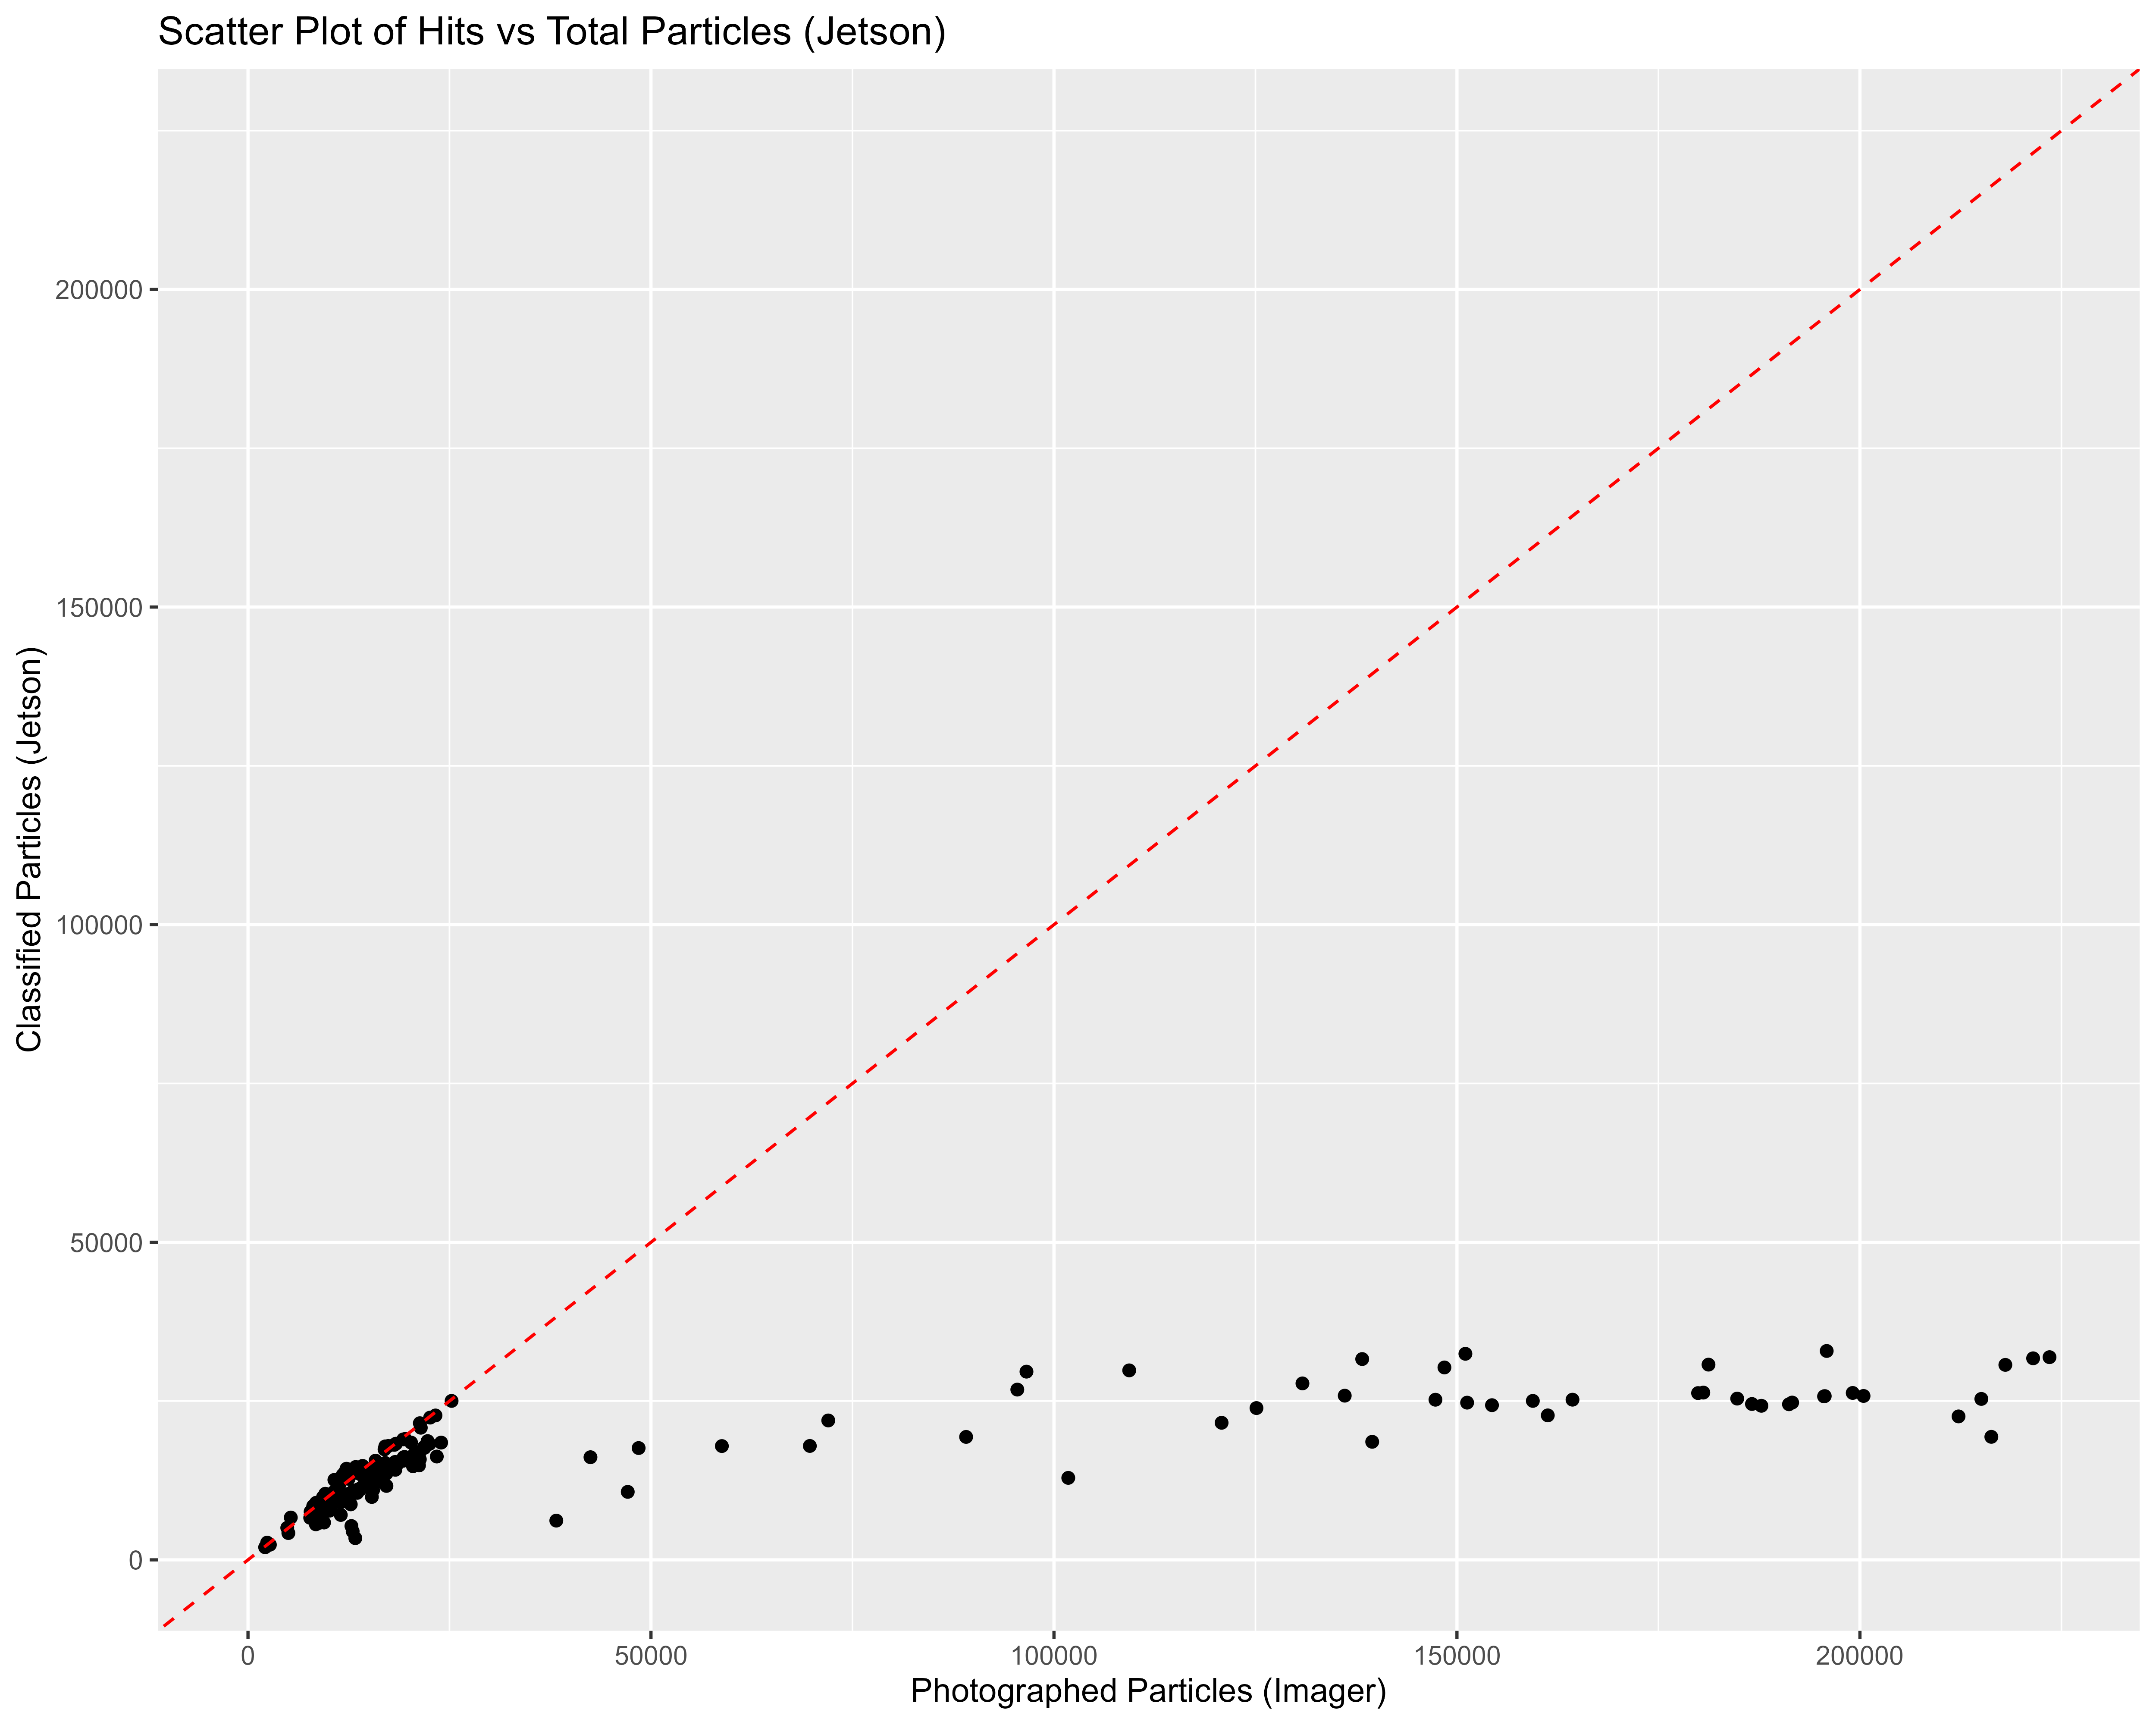 Scatter Plot of Hits vs Total Particles (Jetson)
Classified Particles (Jetson)
200000
150000
100000
50000
0
0 50000 100000 150000 200000
Photographed Particles (Imager)